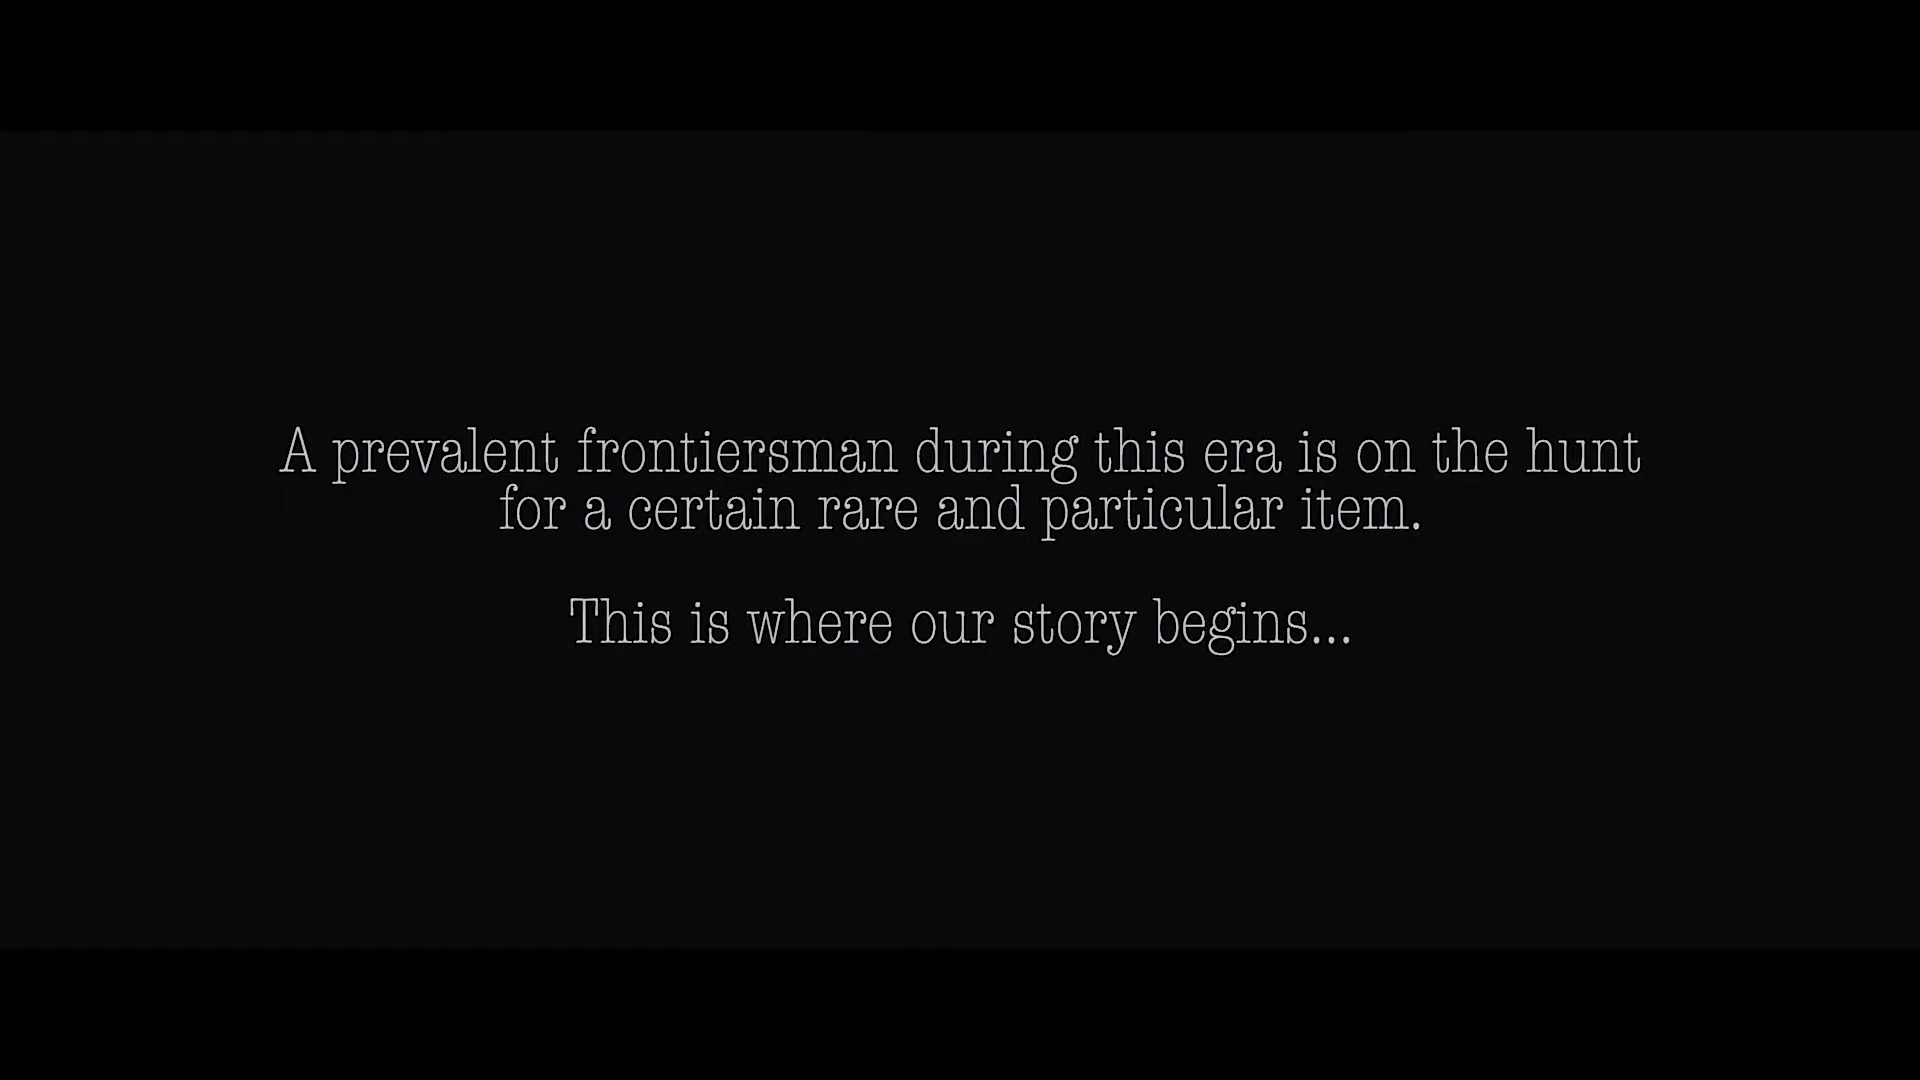 A prevalent frontiersman during this era is on the hunt
for a certain rare and particular item.
This is where our story begins...